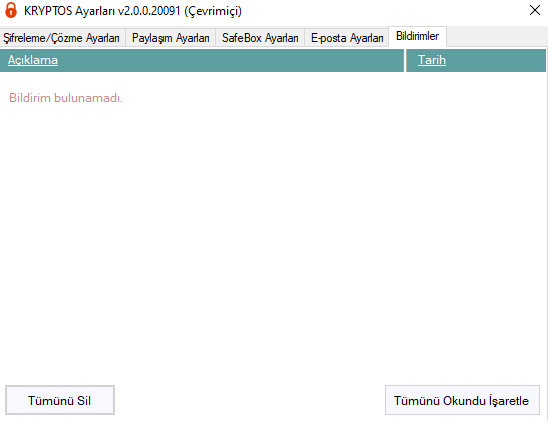 KRYPTOS Ayarları v2.0.0.20091 (Çevrimiçi)
Şifreleme/Çözme Ayarları Paylaşım Ayarları SafeBox Ayarları E-posta Ayarları Bildirimler
Açıklama Tarih
Bildirim bulunamadı.
Tümünü Sil Tümünü Okundu İşaretle